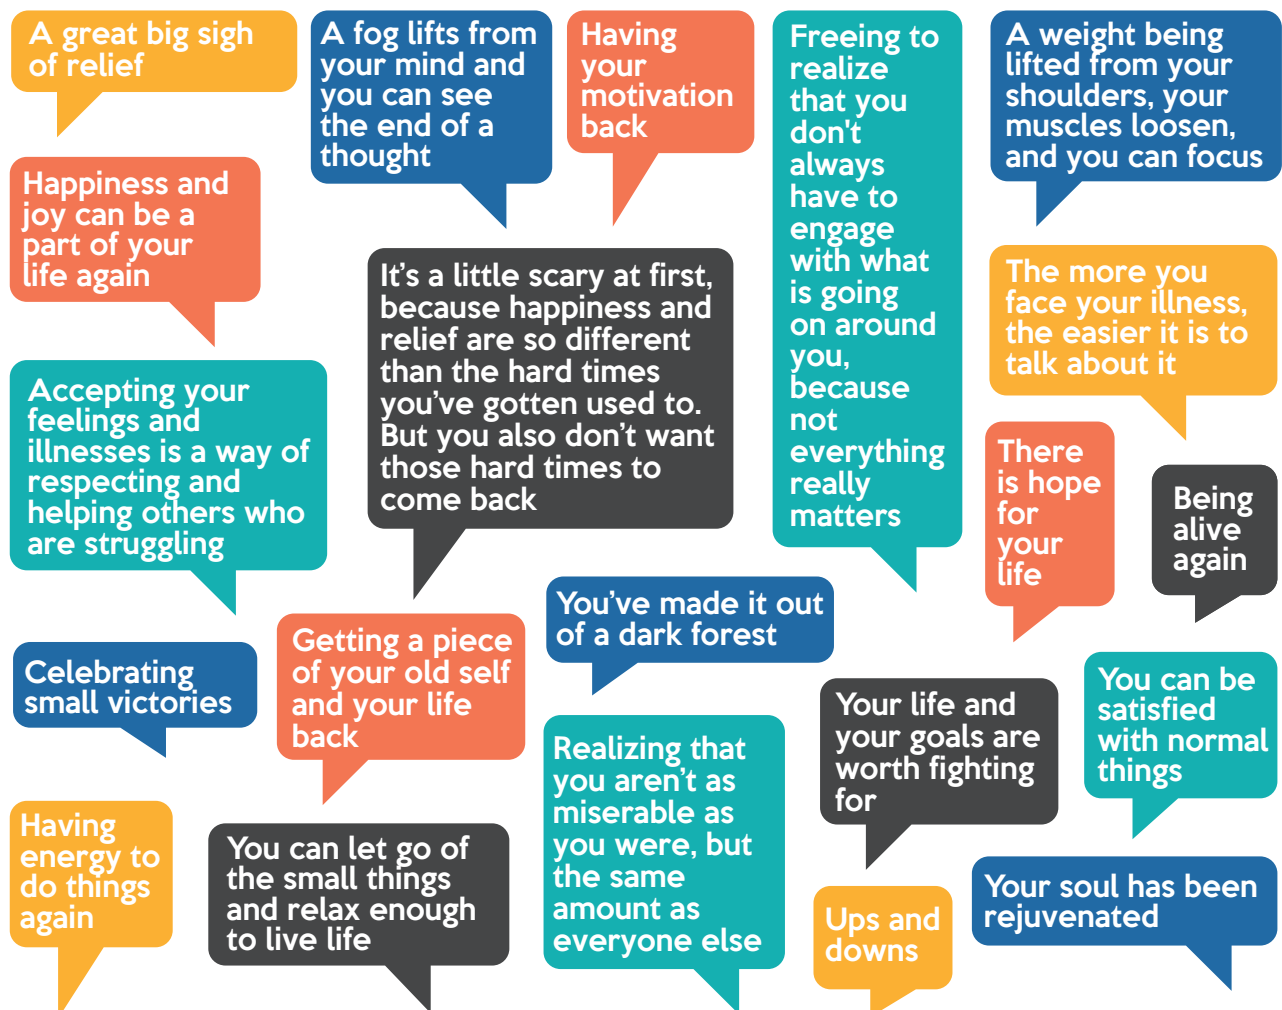 A great big sigh
of relief
A fog lifts from
your mind and
you can see
the end of a
thought
Having
your
motivation
back
Freeing to
realize
that you
don't
always
have to
engage
with what
is going
on around
you,
because
not
everything
really
matters
A weight being
lifted from your
shoulders, your
muscles loosen,
and you can focus
Happiness and
joy can be a
part of your
life again
It’s a little scary at first,
because happiness and
relief are so different
than the hard times
you’ve gotten used to.
But you also don’t want
those hard times to
come back
The more you
face your illness,
the easier it is to
talk about it
Accepting your
feelings and
illnesses is a way of
respecting and
helping others who
are struggling
There
is hope
for
your
life
Being
alive
again
You’ve made it out
of a dark forest
Getting a piece
of your old self
and your life
back
Celebrating
small victories
You can be
satisfied
with normal
things
Your life and
your goals are
worth fighting
for
Realizing that
you aren’t as
miserable as
you were, but
the same
amount as
everyone else
Having
energy to
do things
again
You can let go of
the small things
and relax enough
to live life
Your soul has been
rejuvenated
Ups and
downs